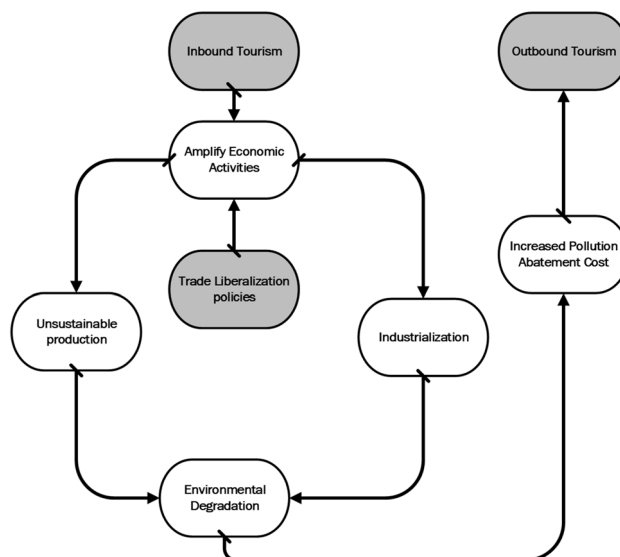 Inbound Tourism
Outbound Tourism
Amplify Economic
Activities
Trade Liberalization
policies
Increased Pollution
Abatement Cost
Unsustainable
production
Industrialization
Environmental
Degradation